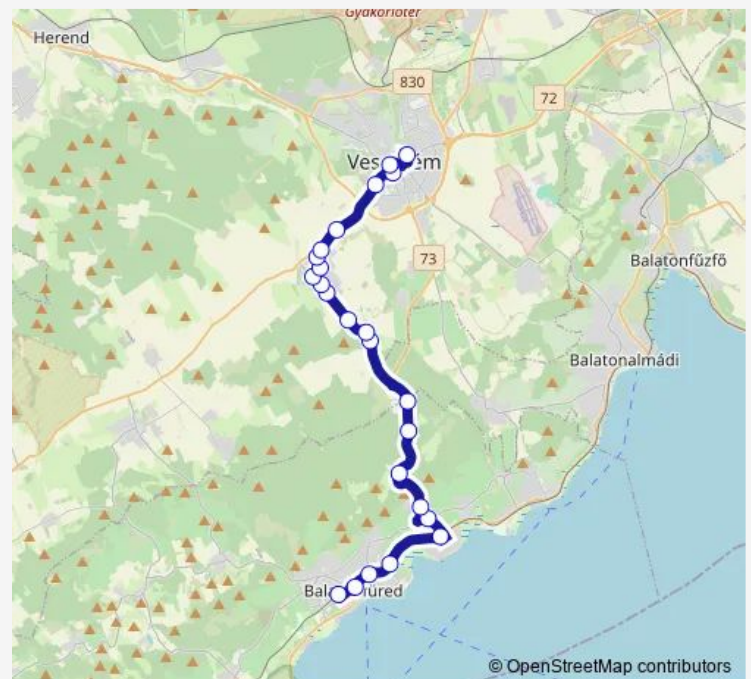 Gyakorlótér
Herend
830
72
Veszprém
73
Balatonfűzfő
Balatonalmádi
Balatonfüred
© OpenStreetMap contributors